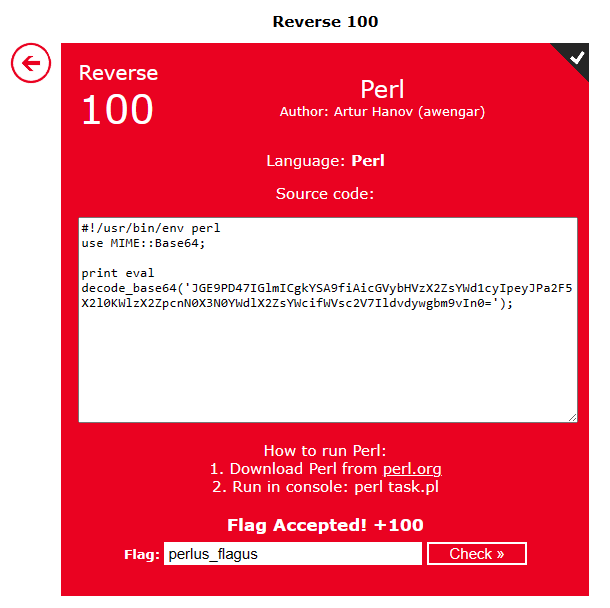 Reverse 100
Reverse
100
Perl
Author: Artur Hanov (awengar)
Language: Perl
Source code:
#!/usr/bin/env perl
use MIME::Base64;
print eval
decode_base64('JGE9PD47IGlmICgkYSA9fiAicGVybHVzX2ZsYWd1cyIpeyJPa2F5
X2l0KWlzX2ZpcnN0X3N0YWdlX2ZsYWcifWVsc2V7Ildvdywgbm9vIn0=');
How to run Perl:
1. Download Perl from perl.org
2. Run in console: perl task.pl
Flag Accepted! +100
Flag: perlus_flagus Check »